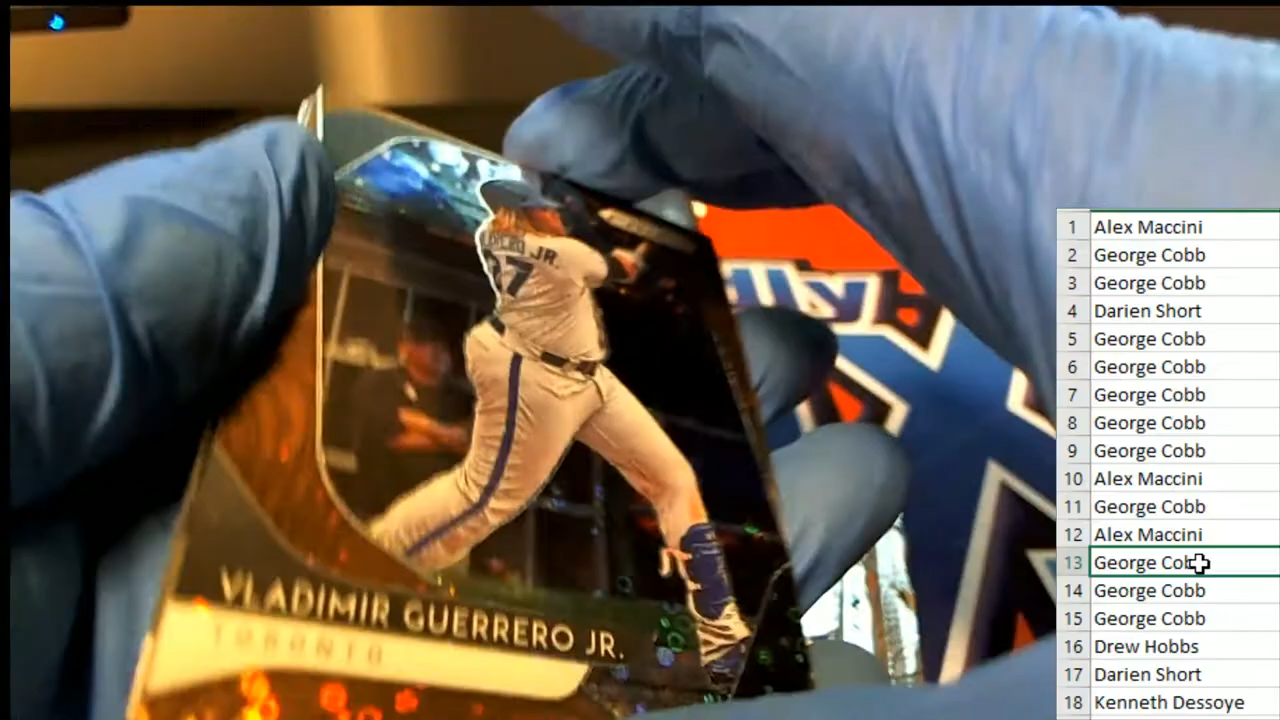 JR.
27
VLADIMIR GUERRERO JR.
TORONTO
1 Alex Maccini
2 George Cobb
3 George Cobb
4 Darien Short
5 George Cobb
6 George Cobb
7 George Cobb
8 George Cobb
9 George Cobb
10 Alex Maccini
11 George Cobb
12 Alex Maccini
13 George Cobb
14 George Cobb
15 George Cobb
16 Drew Hobbs
17 Darien Short
18 Kenneth Dessoye